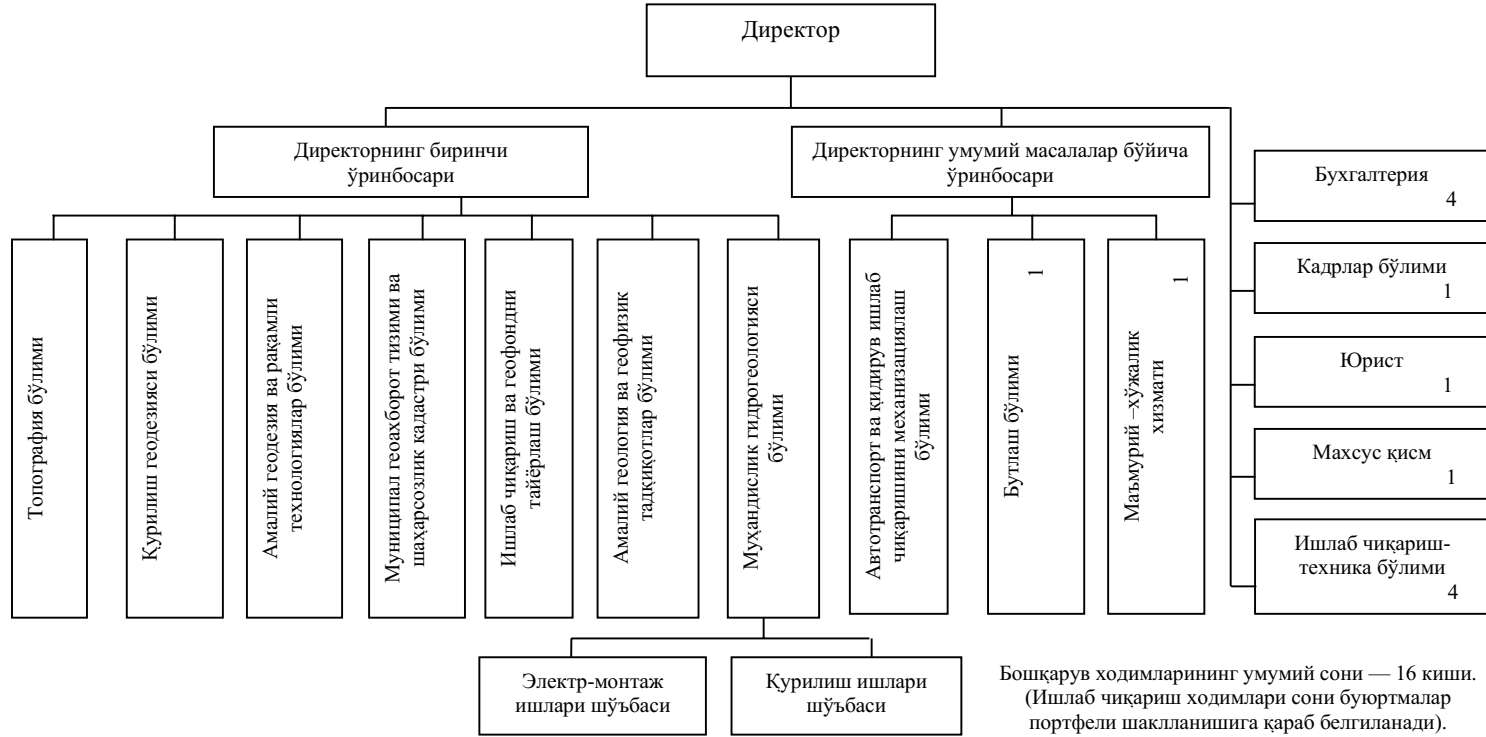 Директор
Директорнинг биринчи
ўринбосари
Директорнинг умумий масалалар бўйича
ўринбосари
Бухгалтерия
4
Кадрлар бўлими
1
Юрист
1
Махсус қисм
1
Ишлаб чиқариш-
техника бўлими
4
Топография бўлими
Қурилиш геодезияси бўлими
Амалий геодезия ва рақамли
технологиялар бўлими
Муниципал геоахборот тизими ва
шаҳарсозлик кадастри бўлими
Ишлаб чиқариш ва геофондни
тайёрлаш бўлими
Амалий геология ва геофизик
тадқиқотлар бўлими
Муҳандислик гидрогеологияси
бўлими
Автотранспорт ва қидирув ишлаб
чиқаришини механизациялаш
бўлими
Бутлаш бўлими
1
Маъмурий –хўжалик
хизмати
1
Электр-монтаж
ишлари шўъбаси
Қурилиш ишлари
шўъбаси
Бошқарув ходимларининг умумий сони — 16 киши.
(Ишлаб чиқариш ходимлари сони буюртмалар
портфели шаклланишига қараб белгиланади).